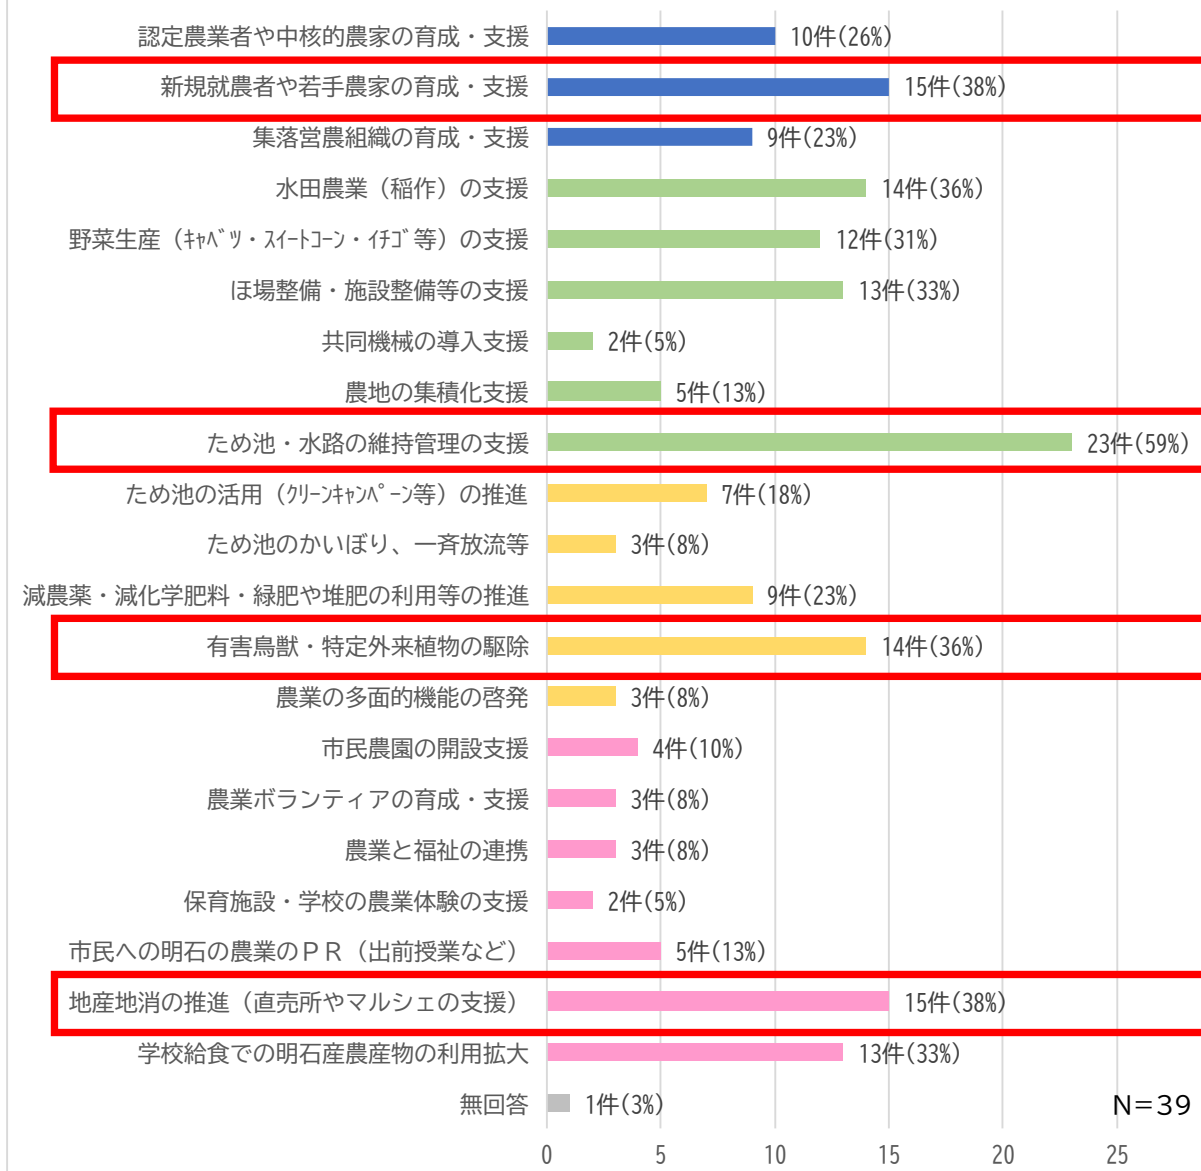 認定農業者や中核的農家の育成・支援 10件(26%)
新規就農者や若手農家の育成・支援 15件(38%)
集落営農組織の育成・支援 9件(23%)
水田農業（稲作）の支援 14件(36%)
野菜生産（ｷｬﾍﾞﾂ・ｽｲｰﾄｺｰﾝ・ｲﾁｺﾞ等）の支援 12件(31%)
ほ場整備・施設整備等の支援 13件(33%)
共同機械の導入支援 2件(5%)
農地の集積化支援 5件(13%)
ため池・水路の維持管理の支援 23件(59%)
ため池の活用（ｸﾘｰﾝｷｬﾝﾍﾟｰﾝ等）の推進 7件(18%)
ため池のかいぼり、一斉放流等 3件(8%)
減農薬・減化学肥料・緑肥や堆肥の利用等の推進 9件(23%)
有害鳥獣・特定外来植物の駆除 14件(36%)
農業の多面的機能の啓発 3件(8%)
市民農園の開設支援 4件(10%)
農業ボランティアの育成・支援 3件(8%)
農業と福祉の連携 3件(8%)
保育施設・学校の農業体験の支援 2件(5%)
市民への明石の農業のＰＲ（出前授業など） 5件(13%)
地産地消の推進（直売所やマルシェの支援） 15件(38%)
学校給食での明石産農産物の利用拡大 13件(33%)
無回答 1件(3%)
N=39
0 5 10 15 20 25